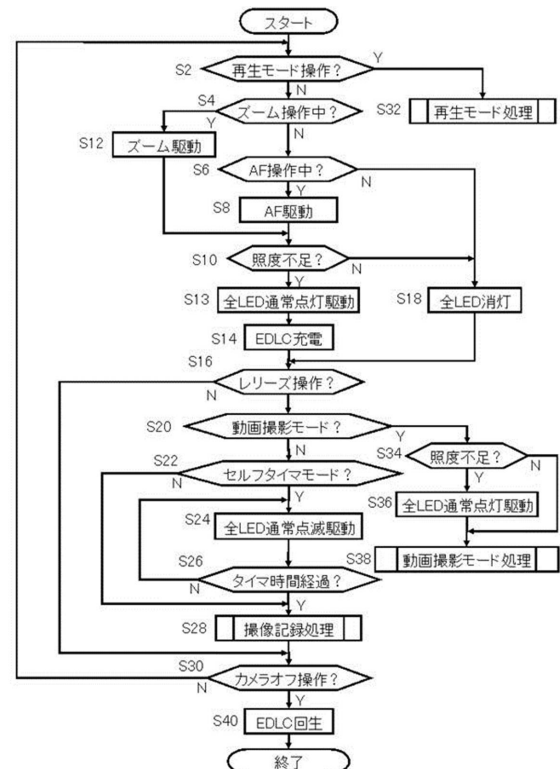 スタート
S2 再生モード操作？ Y
N
S4 ズーム操作中？
Y
N
S32 再生モード処理
S12 ズーム駆動
S6 AF操作中？ N
Y
S8 AF駆動
S10 照度不足？ N
Y
S13 全LED通常点灯駆動
S18 全LED消灯
S14 EDLC充電
S16 レリーズ操作？
N
S20 動画撮影モード？ Y
N
S34 照度不足？ N
Y
S22 セルフタイマモード？
N
Y
S36 全LED通常点灯駆動
S24 全LED通常点滅駆動
S38 動画撮影モード処理
S26 タイマ時間経過？
N
Y
S28 撮像記録処理
S30 カメラオフ操作？
N
Y
S40 EDLC回生
終了